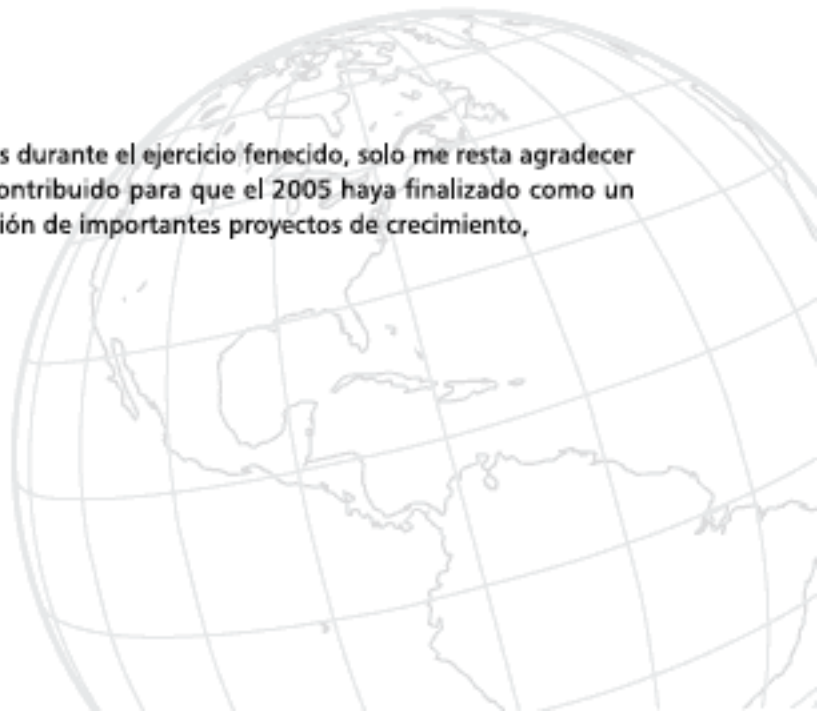 s durante el ejercicio fenecido, solo me resta agradecer
ontribuido para que el 2005 haya finalizado como un
ión de importantes proyectos de crecimiento,